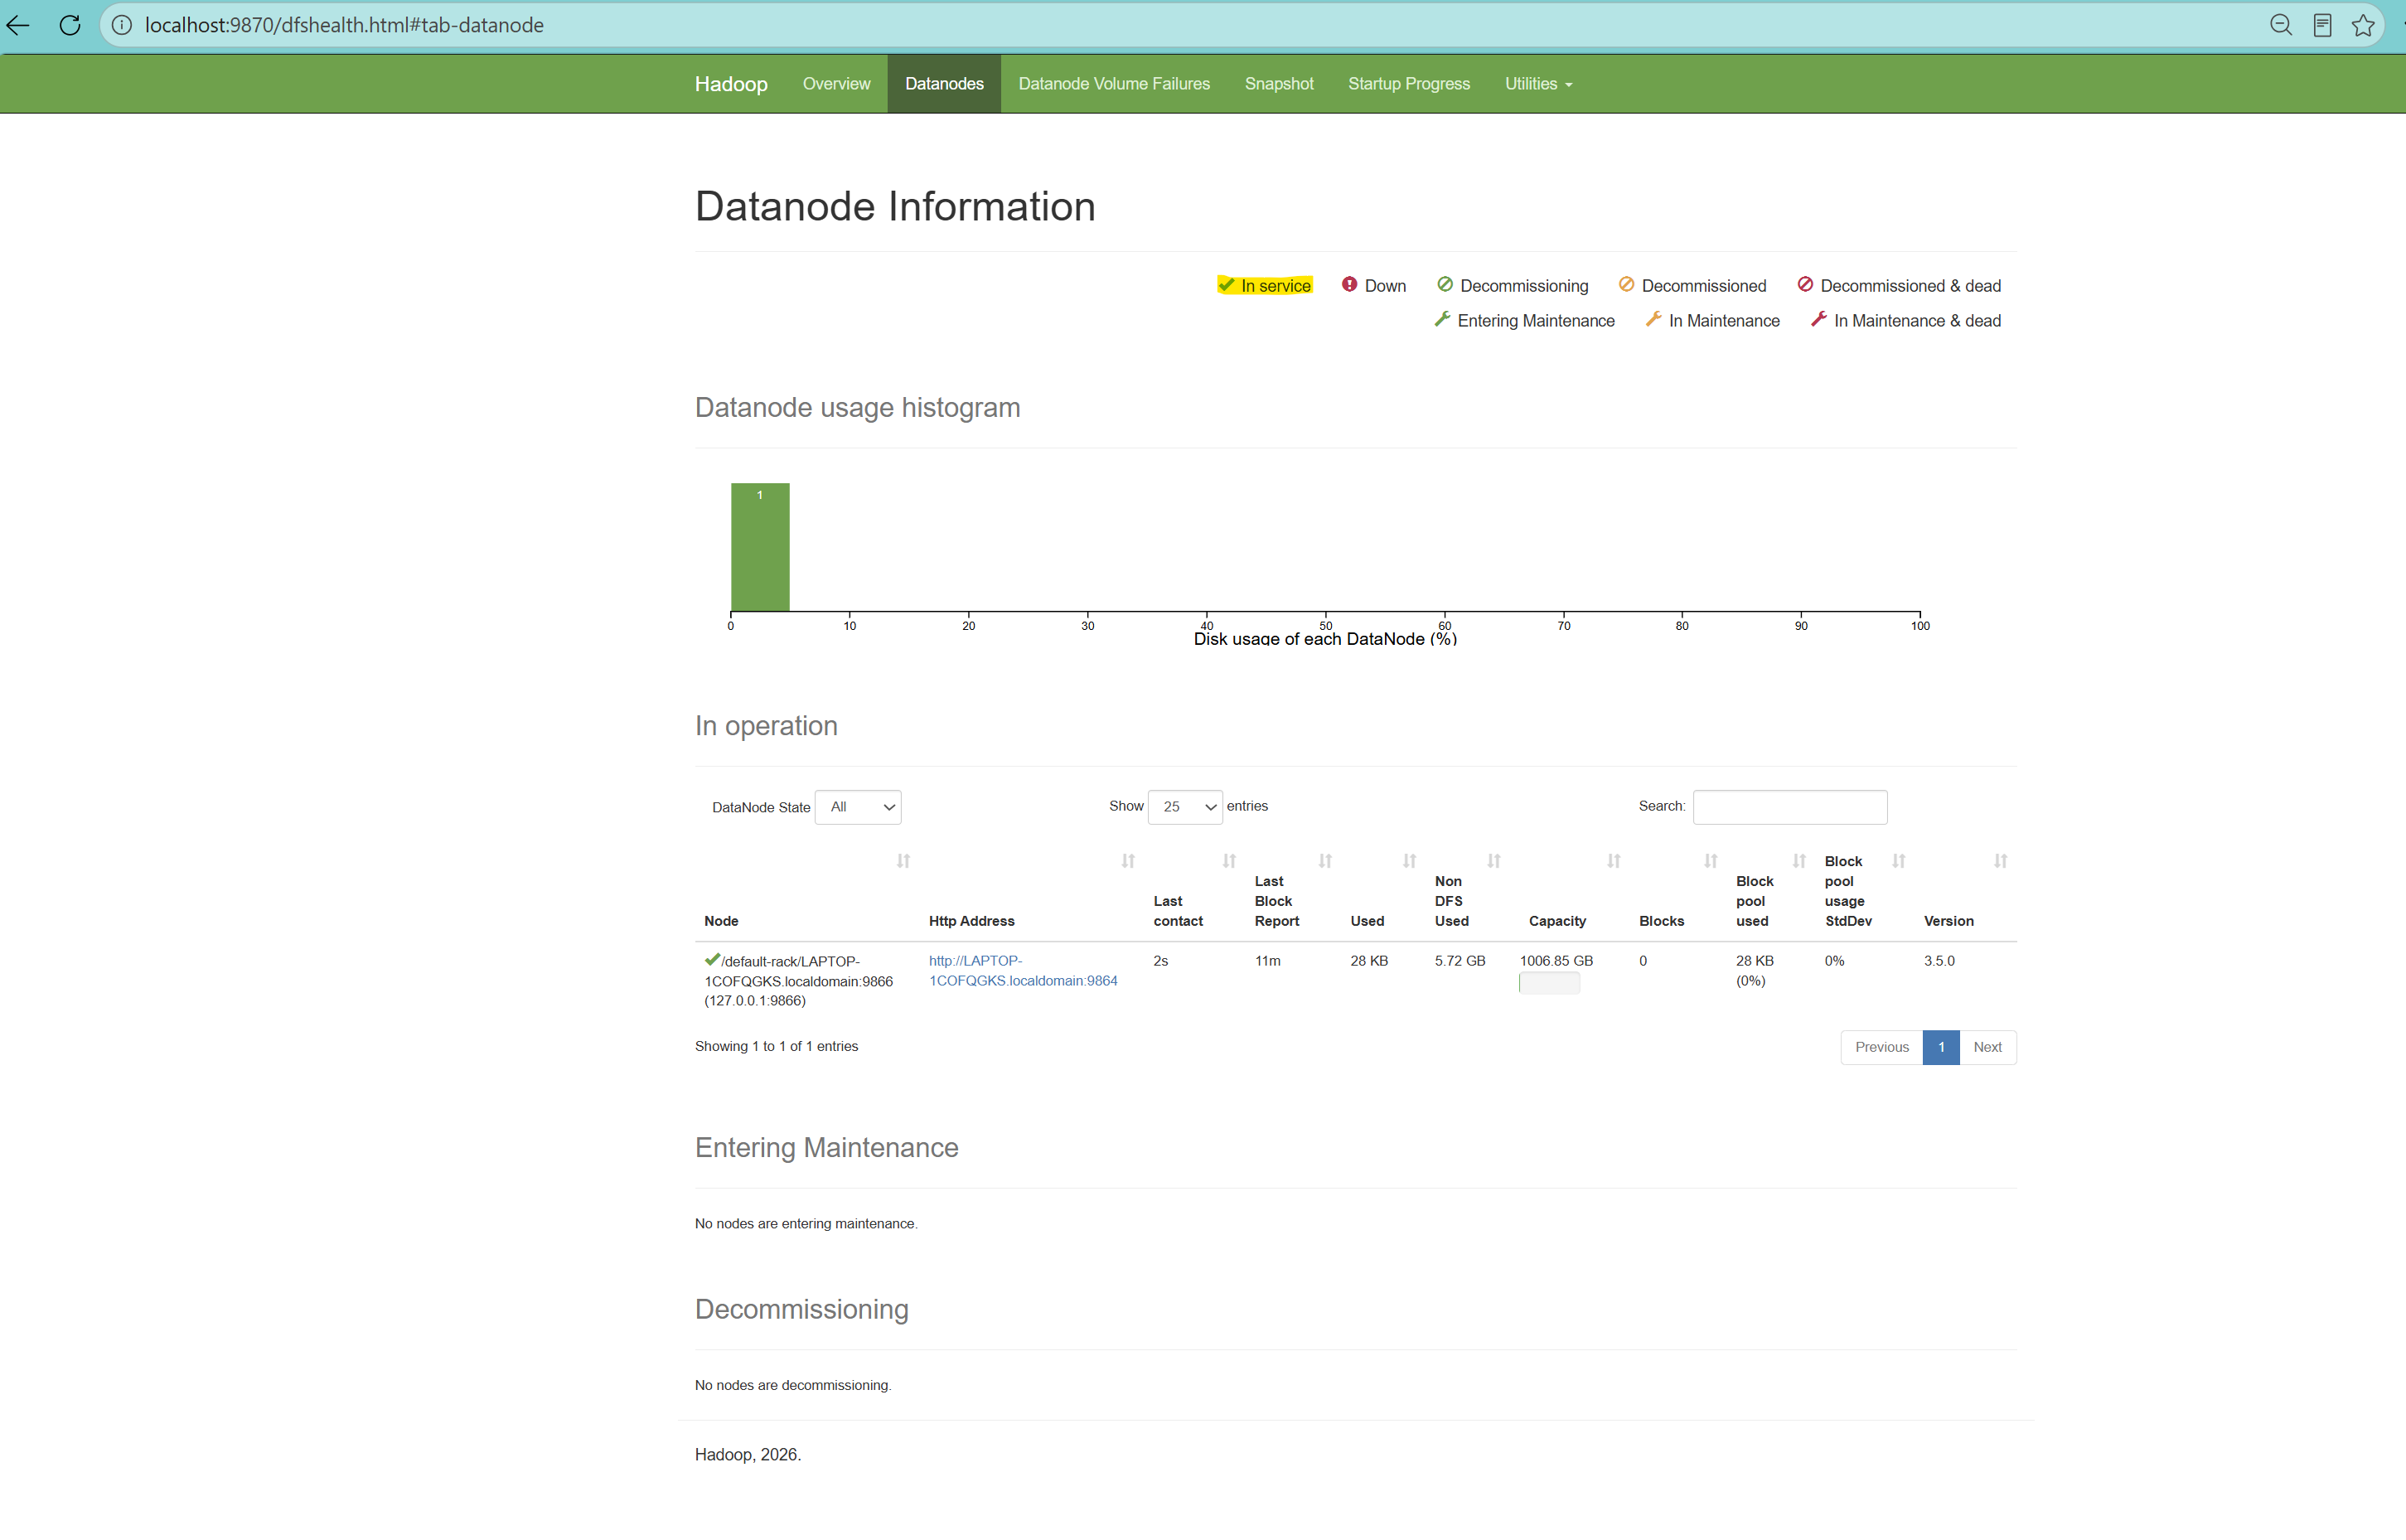 localhost:9870/dfshealth.html#tab-datanode
Hadoop Overview Datanodes Datanode Volume Failures Snapshot Startup Progress Utilities
Datanode Information
In service Down Decommissioning Decommissioned Decommissioned & dead
Entering Maintenance In Maintenance In Maintenance & dead
Datanode usage histogram
1
0 10 20 30 40 50 60 70 80 90 100
Disk usage of each DataNode (%)
In operation
DataNode State All Show 25 entries Search:
Node Http Address Last contact Last Block Report Used Non DFS Used Capacity Blocks Block pool used Block pool usage StdDev Version
/default-rack/LAPTOP- http://LAPTOP- 2s 11m 28 KB 5.72 GB 1006.85 GB 0 28 KB 0% 3.5.0
1COFQGKS.localdomain:9866 1COFQGKS.localdomain:9864 (0%)
(127.0.0.1:9866)
Showing 1 to 1 of 1 entries Previous 1 Next
Entering Maintenance
No nodes are entering maintenance.
Decommissioning
No nodes are decommissioning.
Hadoop, 2026.